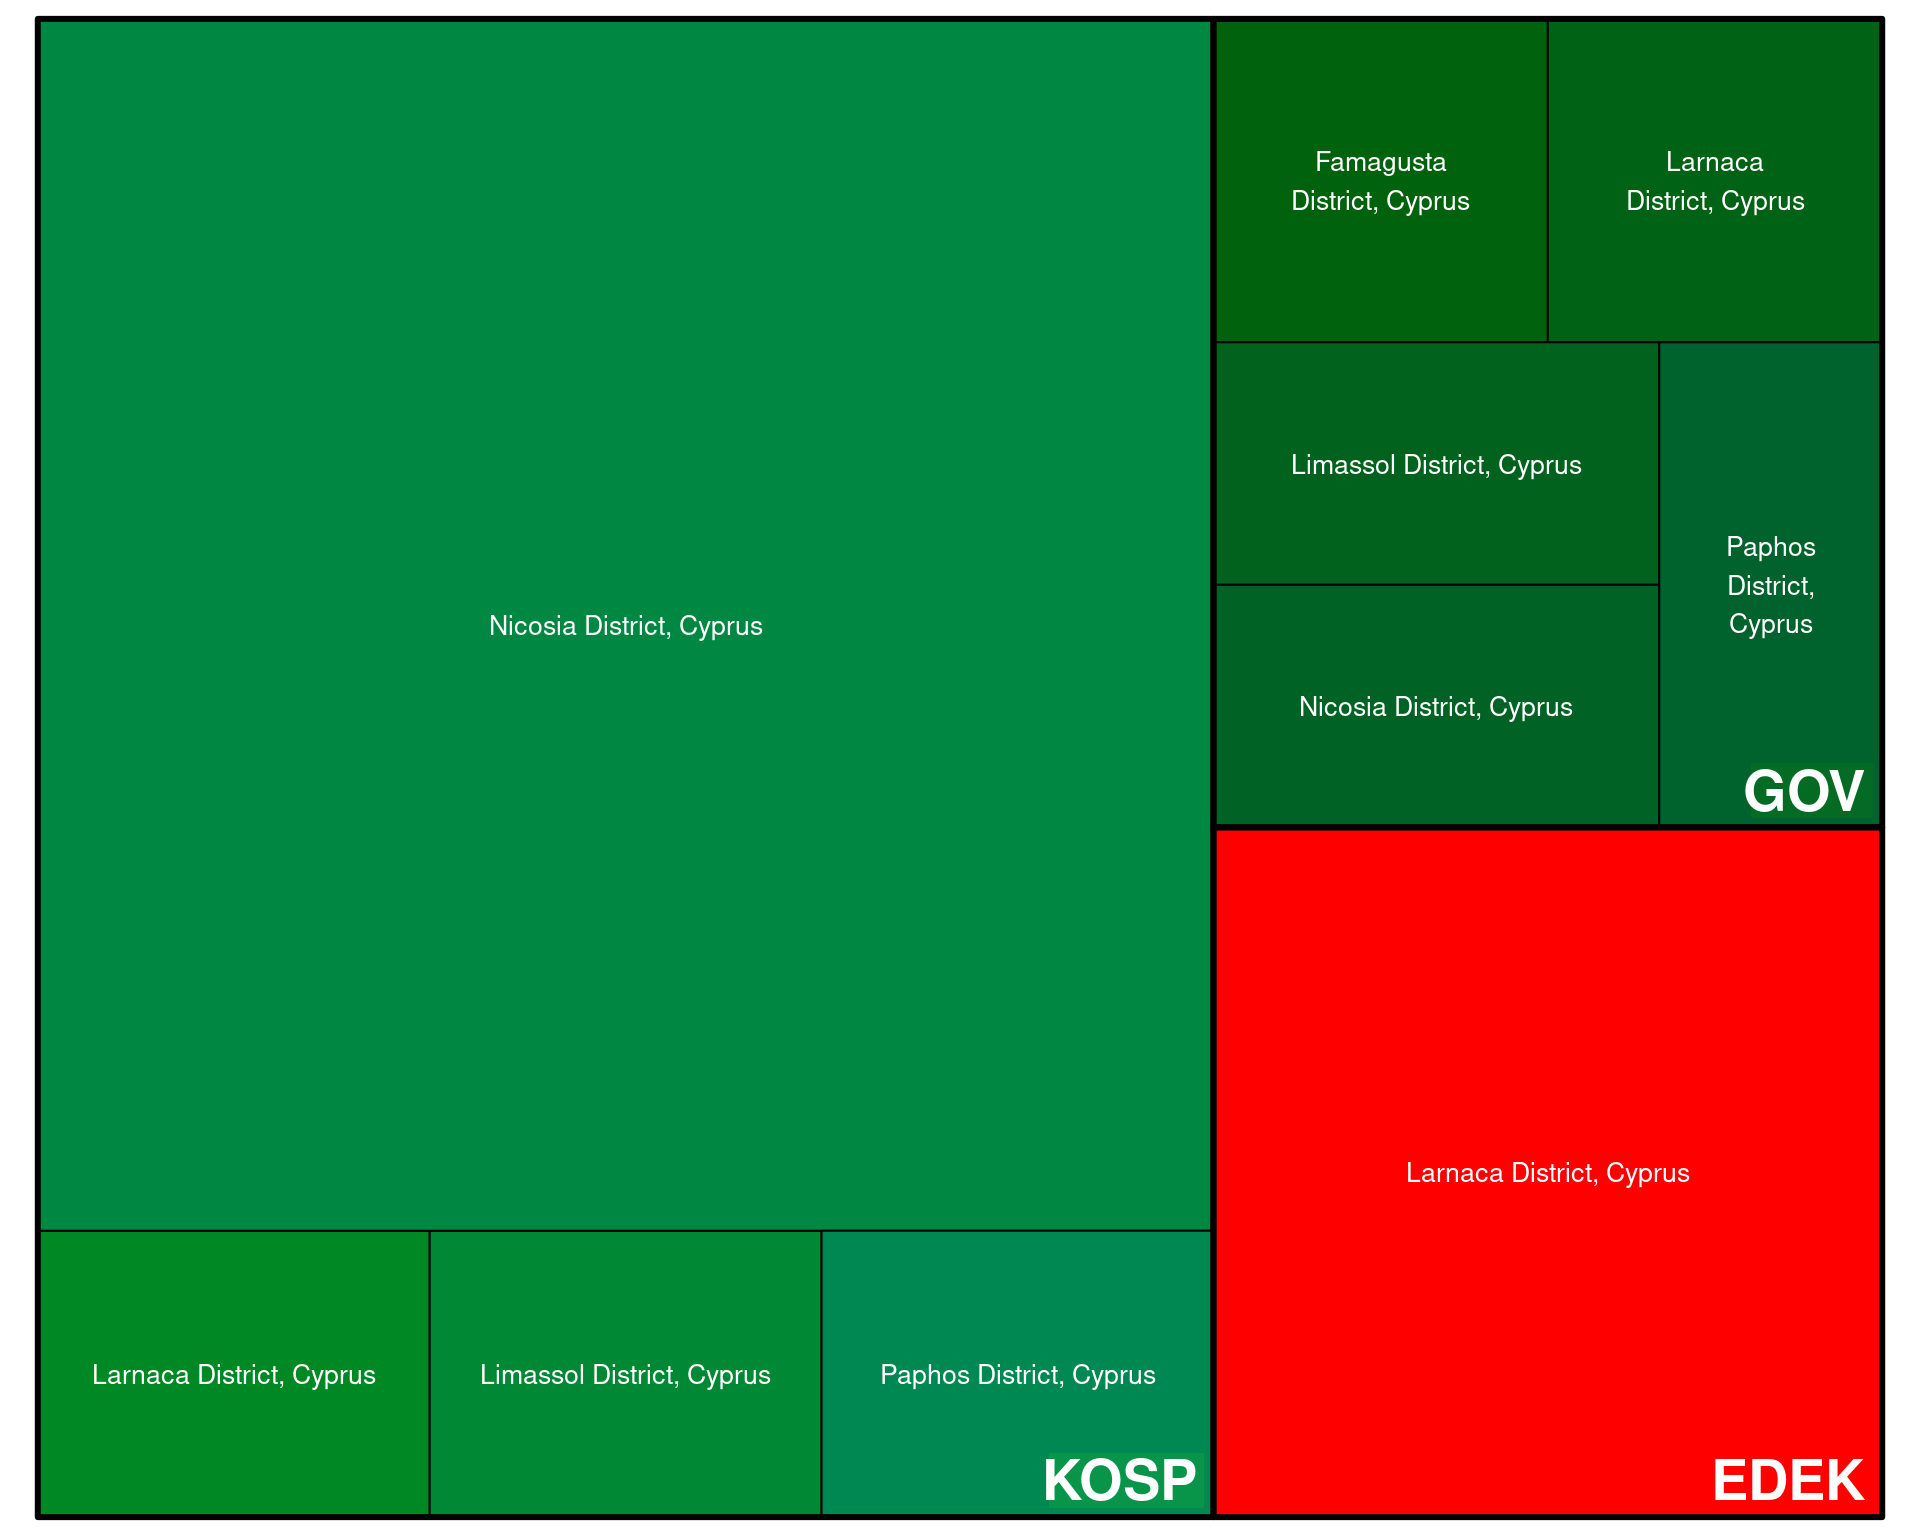 Nicosia District, Cyprus
Larnaca District, Cyprus
Limassol District, Cyprus
Paphos District, Cyprus
KOSP
Famagusta
District, Cyprus
Larnaca
District, Cyprus
Limassol District, Cyprus
Nicosia District, Cyprus
Paphos
District,
Cyprus
GOV
Larnaca District, Cyprus
EDEK